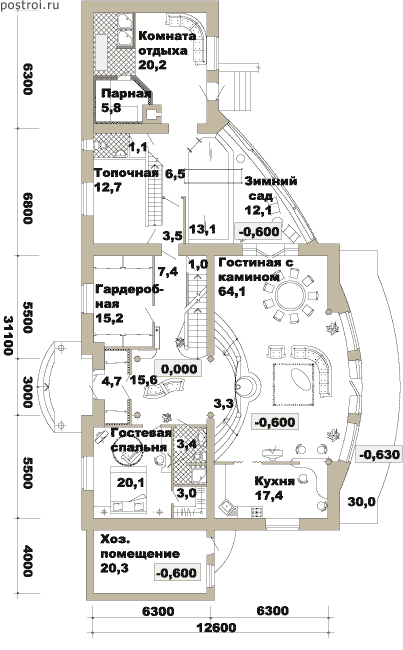 postroi.ru
Комната
отдыха
20,2
6300
Парная
5,8
1,1
Топочная
12,7
6,5
Зимний
сад
12,1
6800
3,5
13,1
-0,600
7,4
1,0
Гостиная с
камином
64,1
Гардероб-
ная
15,2
5500
31100
0,000
4,7
15,6
3,3
3000
-0,600
Гостевая
спальня
3,4
-0,630
20,1
3,0
Кухня
17,4
30,0
5500
Хоз.
помещение
20,3
-0,600
4000
6300
6300
12600